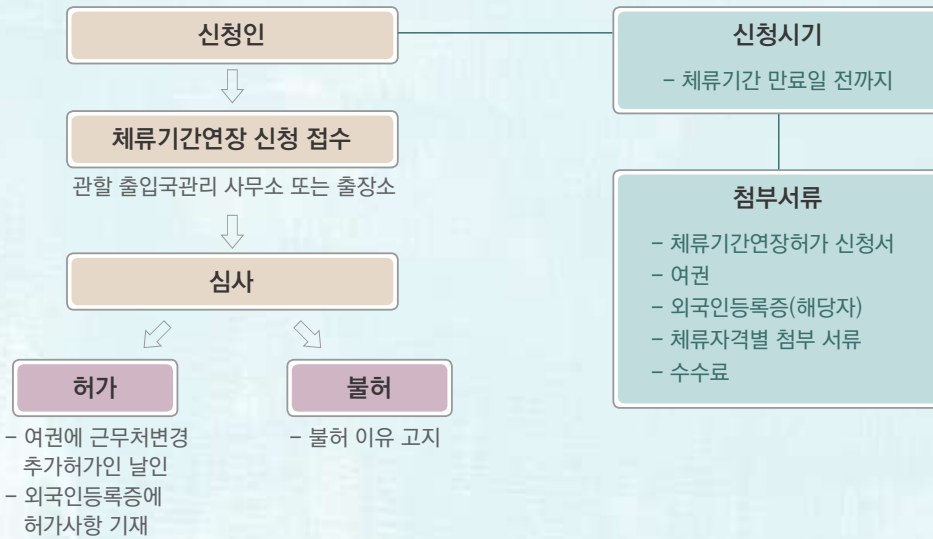 신청인
체류기간연장 신청 접수
관할 출입국관리 사무소 또는 출장소
심사
허가
– 여권에 근무처변경
추가허가인 날인
– 외국인등록증에
허가사항 기재
불허
– 불허 이유 고지
신청시기
– 체류기간 만료일 전까지
첨부서류
– 체류기간연장허가 신청서
– 여권
– 외국인등록증(해당자)
– 체류자격별 첨부 서류
– 수수료